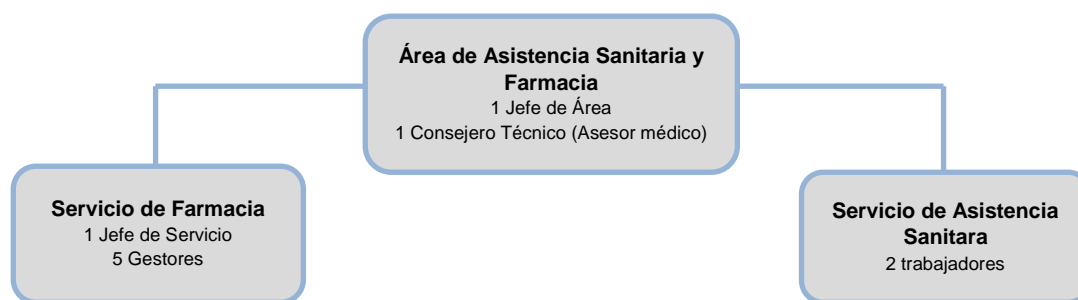 Área de Asistencia Sanitaria y
Farmacia
1 Jefe de Área
1 Consejero Técnico (Asesor médico)
Servicio de Farmacia
1 Jefe de Servicio
5 Gestores
Servicio de Asistencia
Sanitara
2 trabajadores